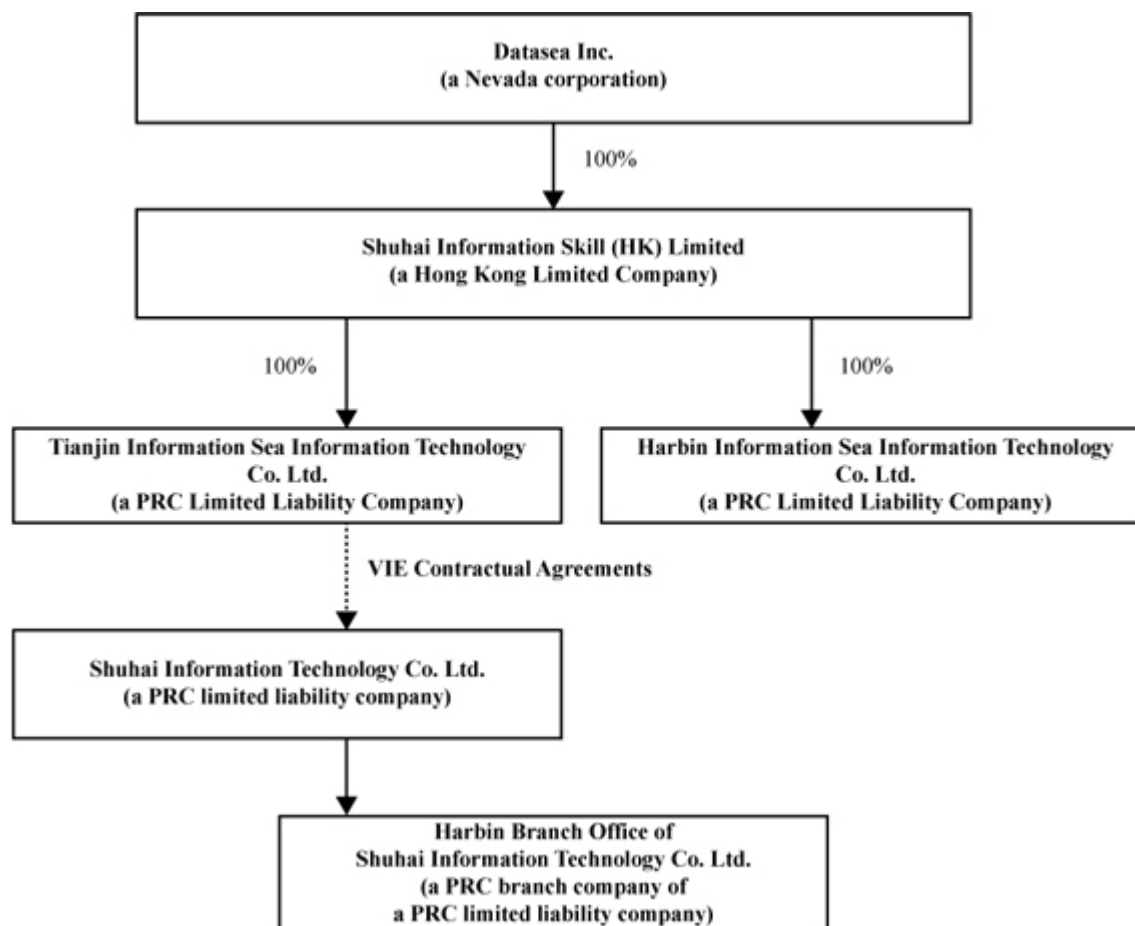 Datasea Inc.
(a Nevada corporation)
100%
Shuhai Information Skill (HK) Limited
(a Hong Kong Limited Company)
100%
100%
Tianjin Information Sea Information Technology
Co. Ltd.
(a PRC Limited Liability Company)
Harbin Information Sea Information Technology
Co. Ltd.
(a PRC Limited Liability Company)
VIE Contractual Agreements
Shuhai Information Technology Co. Ltd.
(a PRC limited liability company)
Harbin Branch Office of
Shuhai Information Technology Co. Ltd.
(a PRC branch company of
a PRC limited liability company)